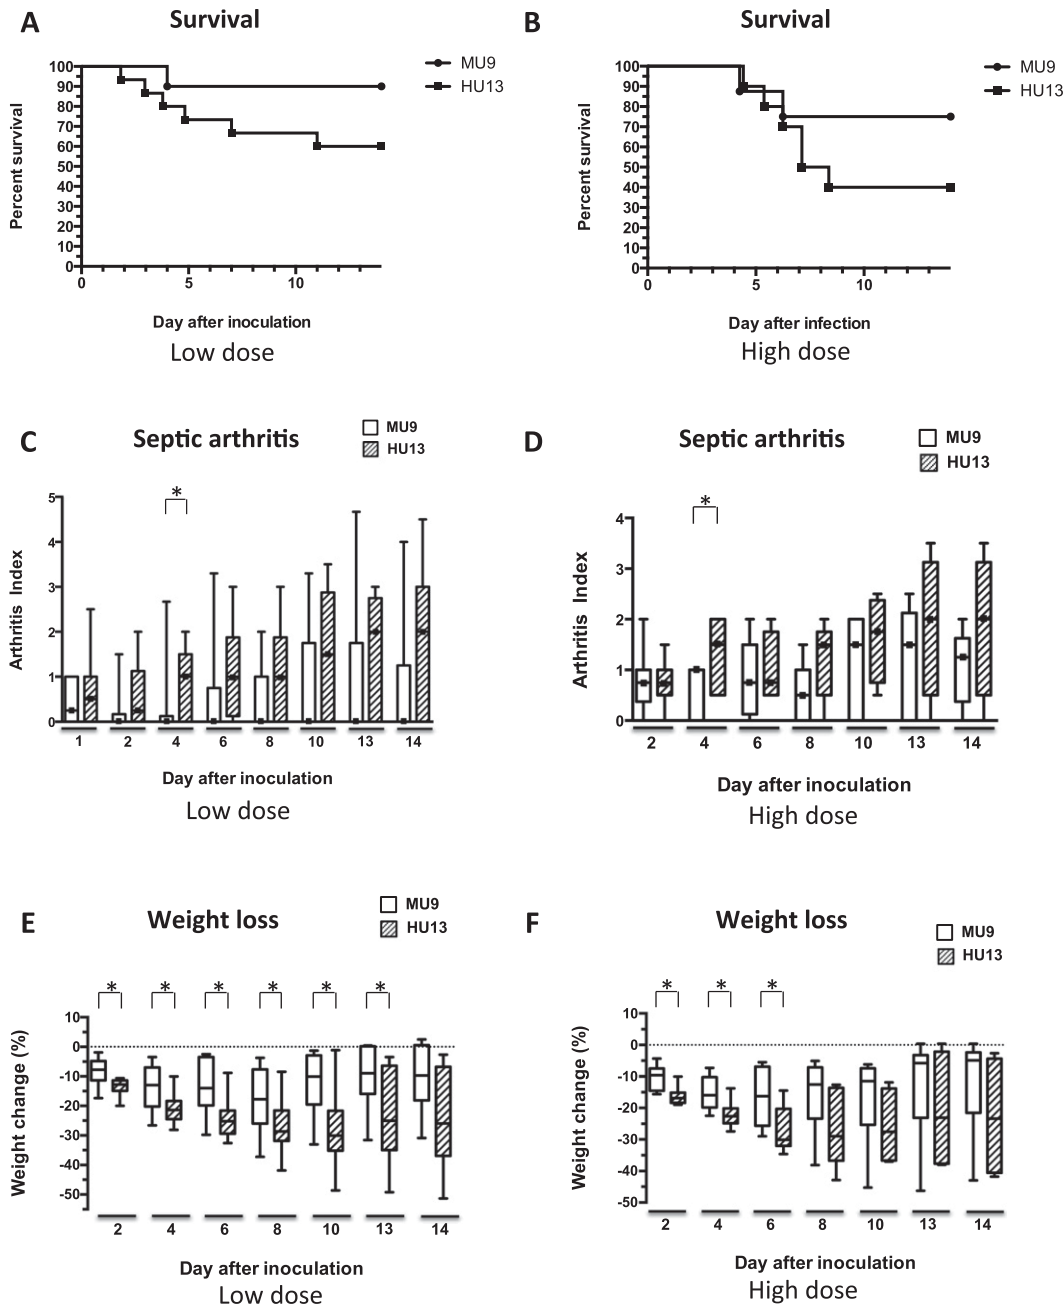 A
Survival
MU9
HU13
Percent survival
100
90
80
70
60
50
40
30
20
10
0
0 5 10
Day after inoculation
Low dose
B
Survival
MU9
HU13
Percent survival
100
90
80
70
60
50
40
30
20
10
0
0 5 10
Day after infection
High dose
C
Septic arthritis
MU9
HU13
*
Arthritis Index
5
4
3
2
1
0
1 2 4 6 8 10 13 14
Day after inoculation
Low dose
D
Septic arthritis
MU9
HU13
*
Arthritis Index
4
3
2
1
0
2 4 6 8 10 13 14
Day after inoculation
High dose
E
Weight loss
MU9
HU13
* * * * * *
Weight change (%)
10
0
-10
-20
-30
-40
-50
2 4 6 8 10 13 14
Day after inoculation
Low dose
F
Weight loss
MU9
HU13
* * *
Weight change (%)
10
0
-10
-20
-30
-40
-50
2 4 6 8 10 13 14
Day after inoculation
High dose